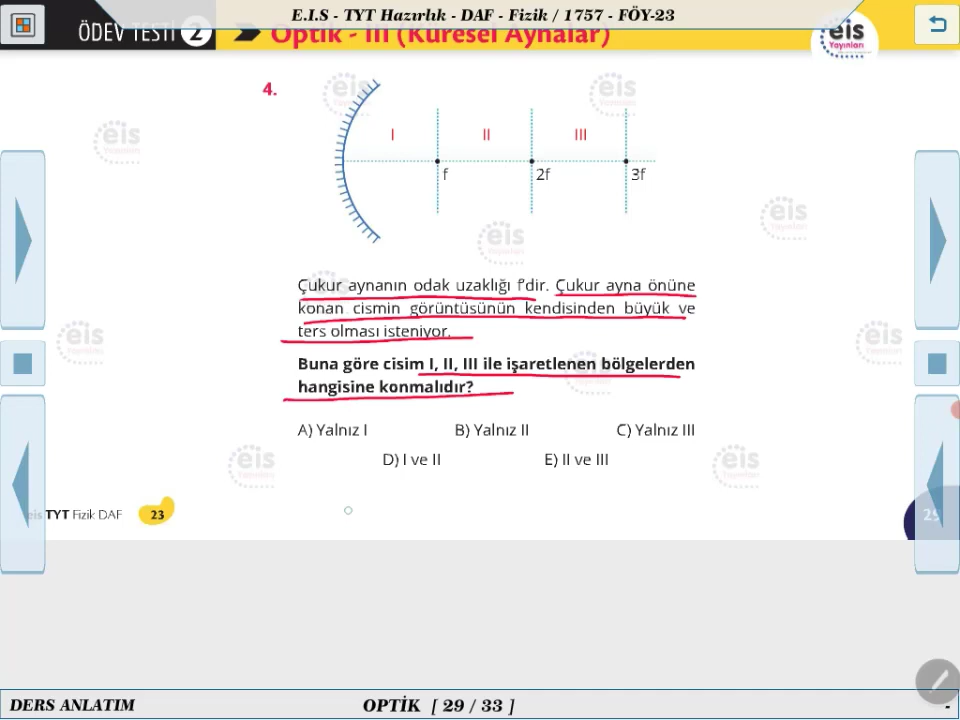 E.I.S - TYT Hazırlık - DAF - Fizik / 1757 - FÖY-23
ÖDEV TESTİ 2
Optik - III (Küresel Aynalar)
eis
Yayınları
4.
I II III
f 2f 3f
Çukur aynanın odak uzaklığı f'dir. Çukur ayna önüne
konan cismin görüntüsünün kendisinden büyük ve
ters olması isteniyor.
Buna göre cisim I, II, III ile işaretlenen bölgelerden
hangisine konmalıdır?
A) Yalnız I B) Yalnız II C) Yalnız III
D) I ve II E) II ve III
eis TYT Fizik DAF 23
DERS ANLATIM OPTİK [ 29 / 33 ] -